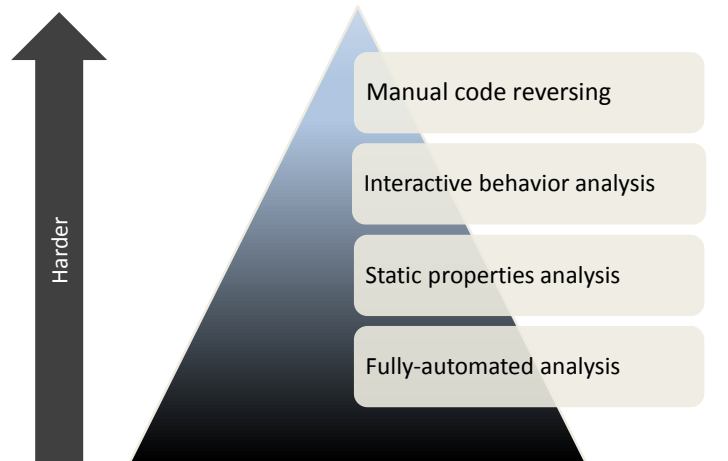 Manual code reversing
Interactive behavior analysis
Static properties analysis
Fully-automated analysis
Harder